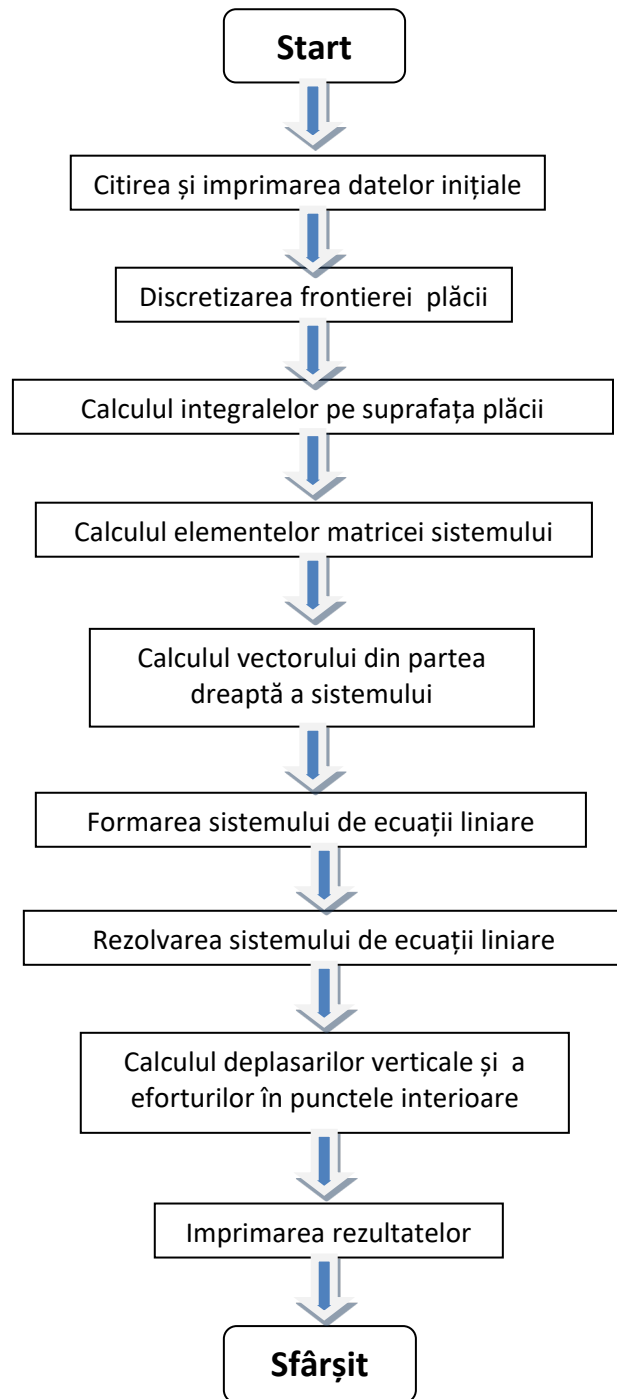 Start
Citirea și imprimarea datelor inițiale
Discretizarea frontierei plăcii
Calculul integralelor pe suprafața plăcii
Calculul elementelor matricei sistemului
Calculul vectorului din partea
dreaptă a sistemului
Formarea sistemului de ecuații liniare
Rezolvarea sistemului de ecuații liniare
Calculul deplasarilor verticale și a
eforturilor în punctele interioare
Imprimarea rezultatelor
Sfârșit